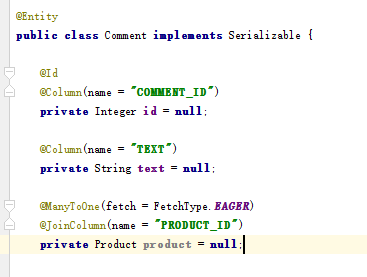 @Entity
public class Comment implements Serializable {
@Id
@Column(name = "COMMENT_ID")
private Integer id = null;
@Column(name = "TEXT")
private String text = null;
@ManyToOne(fetch = FetchType.EAGER)
@JoinColumn(name = "PRODUCT_ID")
private Product product = null;